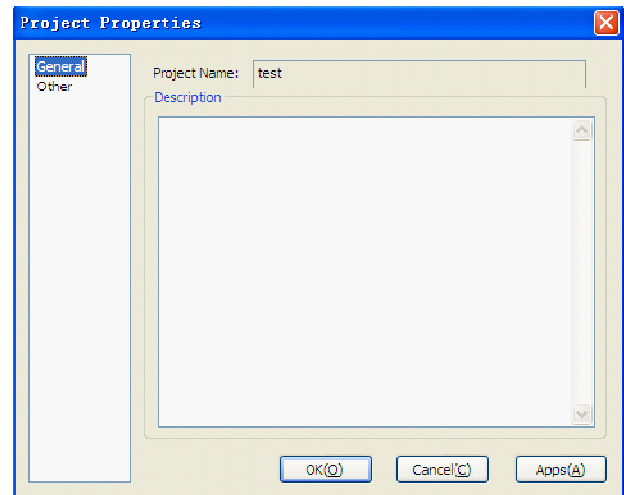 Project Properties
General
Other
Project Name: test
Description
OK(O)
Cancel(C)
Apps(A)